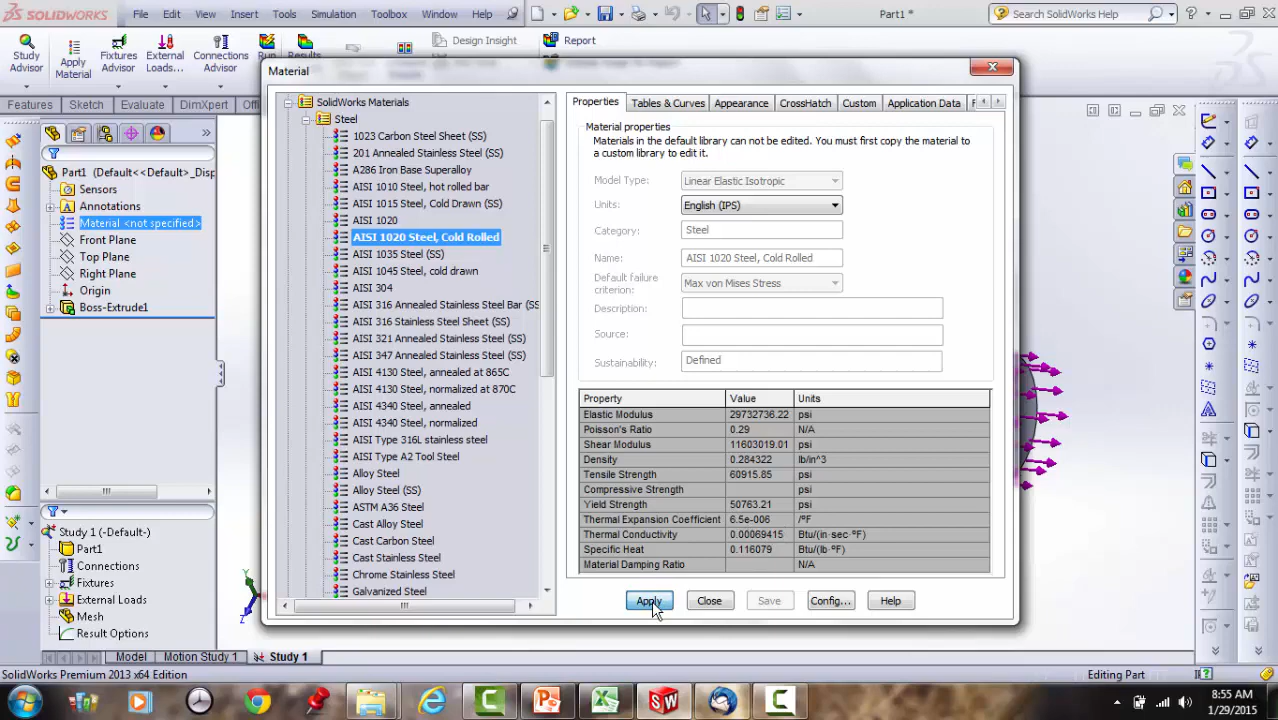 SOLIDWORKS
File Edit View Insert Tools Simulation Toolbox Window Help
Part1 *
Search SolidWorks Help
Study Advisor
Apply Material
Fixtures Advisor
External Loads...
Connections Advisor
Run
Results
Design Insight
Report
Features Sketch Evaluate DimXpert
Part1 (Default<<Default>_Disp
Sensors
Annotations
Material <not specified>
Front Plane
Top Plane
Right Plane
Origin
Boss-Extrude1
Study 1 (-Default-)
Part1
Connections
Fixtures
External Loads
Mesh
Result Options
Material
SolidWorks Materials
Steel
1023 Carbon Steel Sheet (SS)
201 Annealed Stainless Steel (SS)
A286 Iron Base Superalloy
AISI 1010 Steel, hot rolled bar
AISI 1015 Steel, Cold Drawn (SS)
AISI 1020
AISI 1020 Steel, Cold Rolled
AISI 1035 Steel (SS)
AISI 1045 Steel, cold drawn
AISI 304
AISI 316 Annealed Stainless Steel Bar (SS
AISI 316 Stainless Steel Sheet (SS)
AISI 321 Annealed Stainless Steel (SS)
AISI 347 Annealed Stainless Steel (SS)
AISI 4130 Steel, annealed at 865C
AISI 4130 Steel, normalized at 870C
AISI 4340 Steel, annealed
AISI 4340 Steel, normalized
AISI Type 316L stainless steel
AISI Type A2 Tool Steel
Alloy Steel
Alloy Steel (SS)
ASTM A36 Steel
Cast Alloy Steel
Cast Carbon Steel
Cast Stainless Steel
Chrome Stainless Steel
Galvanized Steel
Properties Tables & Curves Appearance CrossHatch Custom Application Data F
Material properties
Materials in the default library can not be edited. You must first copy the material to
a custom library to edit it.
Model Type: Linear Elastic Isotropic
Units: English (IPS)
Category: Steel
Name: AISI 1020 Steel, Cold Rolled
Default failure criterion: Max von Mises Stress
Description:
Source:
Sustainability: Defined
Property Value Units
Elastic Modulus 29732736.22 psi
Poisson's Ratio 0.29 N/A
Shear Modulus 11603019.01 psi
Density 0.284322 lb/in^3
Tensile Strength 60915.85 psi
Compressive Strength psi
Yield Strength 50763.21 psi
Thermal Expansion Coefficient 6.5e-006 /ºF
Thermal Conductivity 0.00069415 Btu/(in·sec·ºF)
Specific Heat 0.116079 Btu/(lb·ºF)
Material Damping Ratio N/A
Apply Close Save Config... Help
Model Motion Study 1 Study 1
SolidWorks Premium 2013 x64 Edition
Editing Part
8:55 AM
1/29/2015